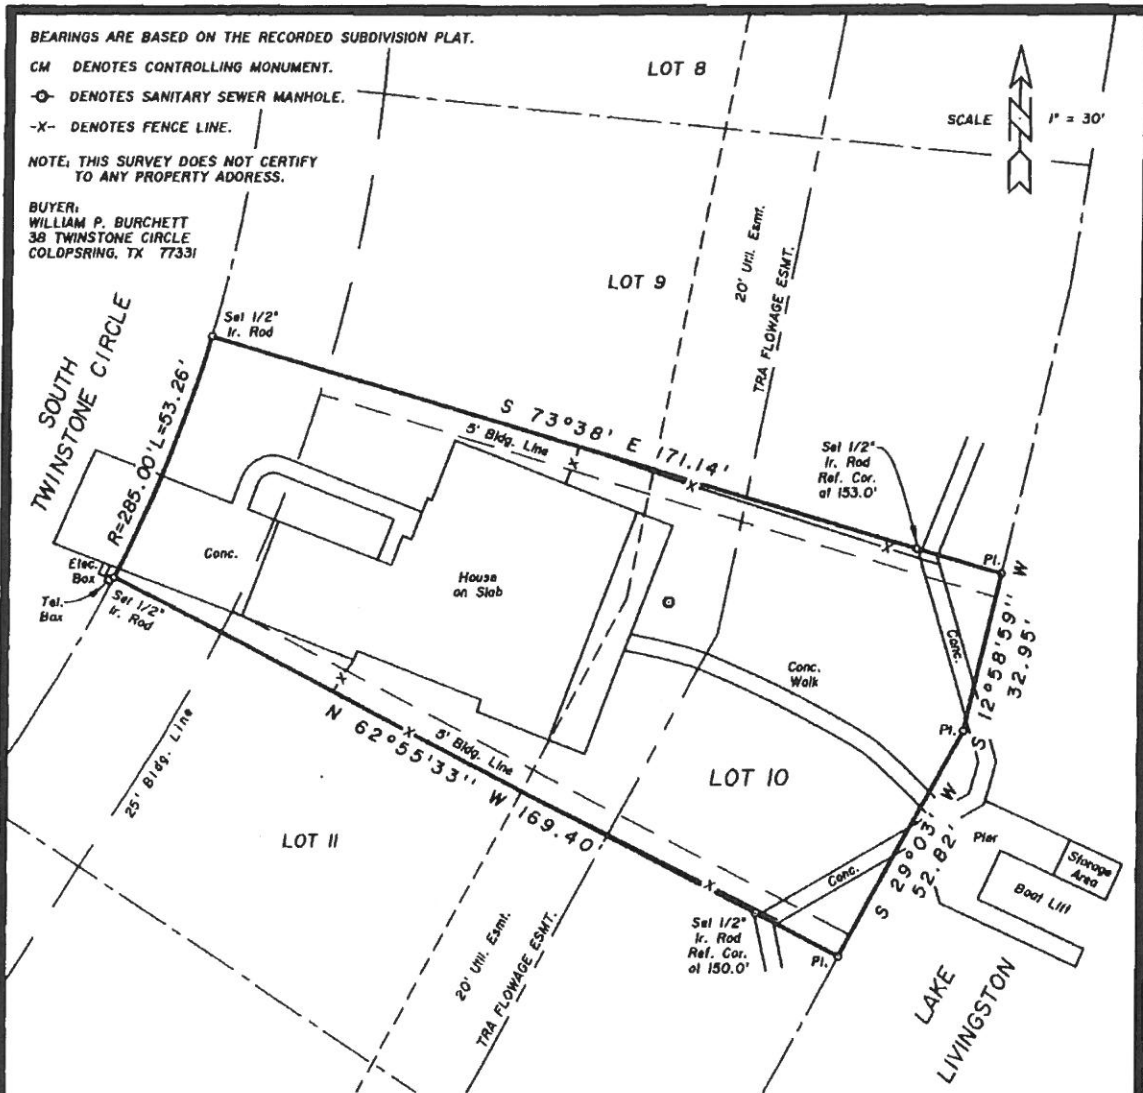 BEARINGS ARE BASED ON THE RECORDED SUBDIVISION PLAT.
CM DENOTES CONTROLLING MONUMENT.
-O- DENOTES SANITARY SEWER MANHOLE.
-X- DENOTES FENCE LINE.
NOTE: THIS SURVEY DOES NOT CERTIFY
TO ANY PROPERTY ADDRESS.
BUYER:
WILLIAM P. BURCHETT
38 TWINSTONE CIRCLE
COLDPSRING, TX 77331
LOT 8
SCALE
1" = 30'
LOT 9
20' Util. Esmt.
TRA FLOWAGE ESMT.
SOUTH
TWINSTONE CIRCLE
Set 1/2"
Ir. Rod
R=285.00' L=53.26'
S 73°38' E 171.14'
5' Bldg. Line
X
X
X
Set 1/2"
Ir. Rod
Ref. Cor.
at 153.0'
Pt.
S 12°58'59" W
32.95'
Elec.
Box
Tel.
Box
Set 1/2"
Ir. Rod
Conc.
House
on Slab
Conc.
Walk
Conc.
Pt.
X
X
X
N 62°55'33" W 169.40'
5' Bldg. Line
LOT 10
25' Bldg. Line
LOT 11
S 29°03' W
52.82'
Pier
Storage
Area
Boat Lift
Conc.
Set 1/2"
Ir. Rod
Ref. Cor.
at 150.0'
Pt.
20' Util. Esmt.
TRA FLOWAGE ESMT.
LAKE
LIVINGSTON